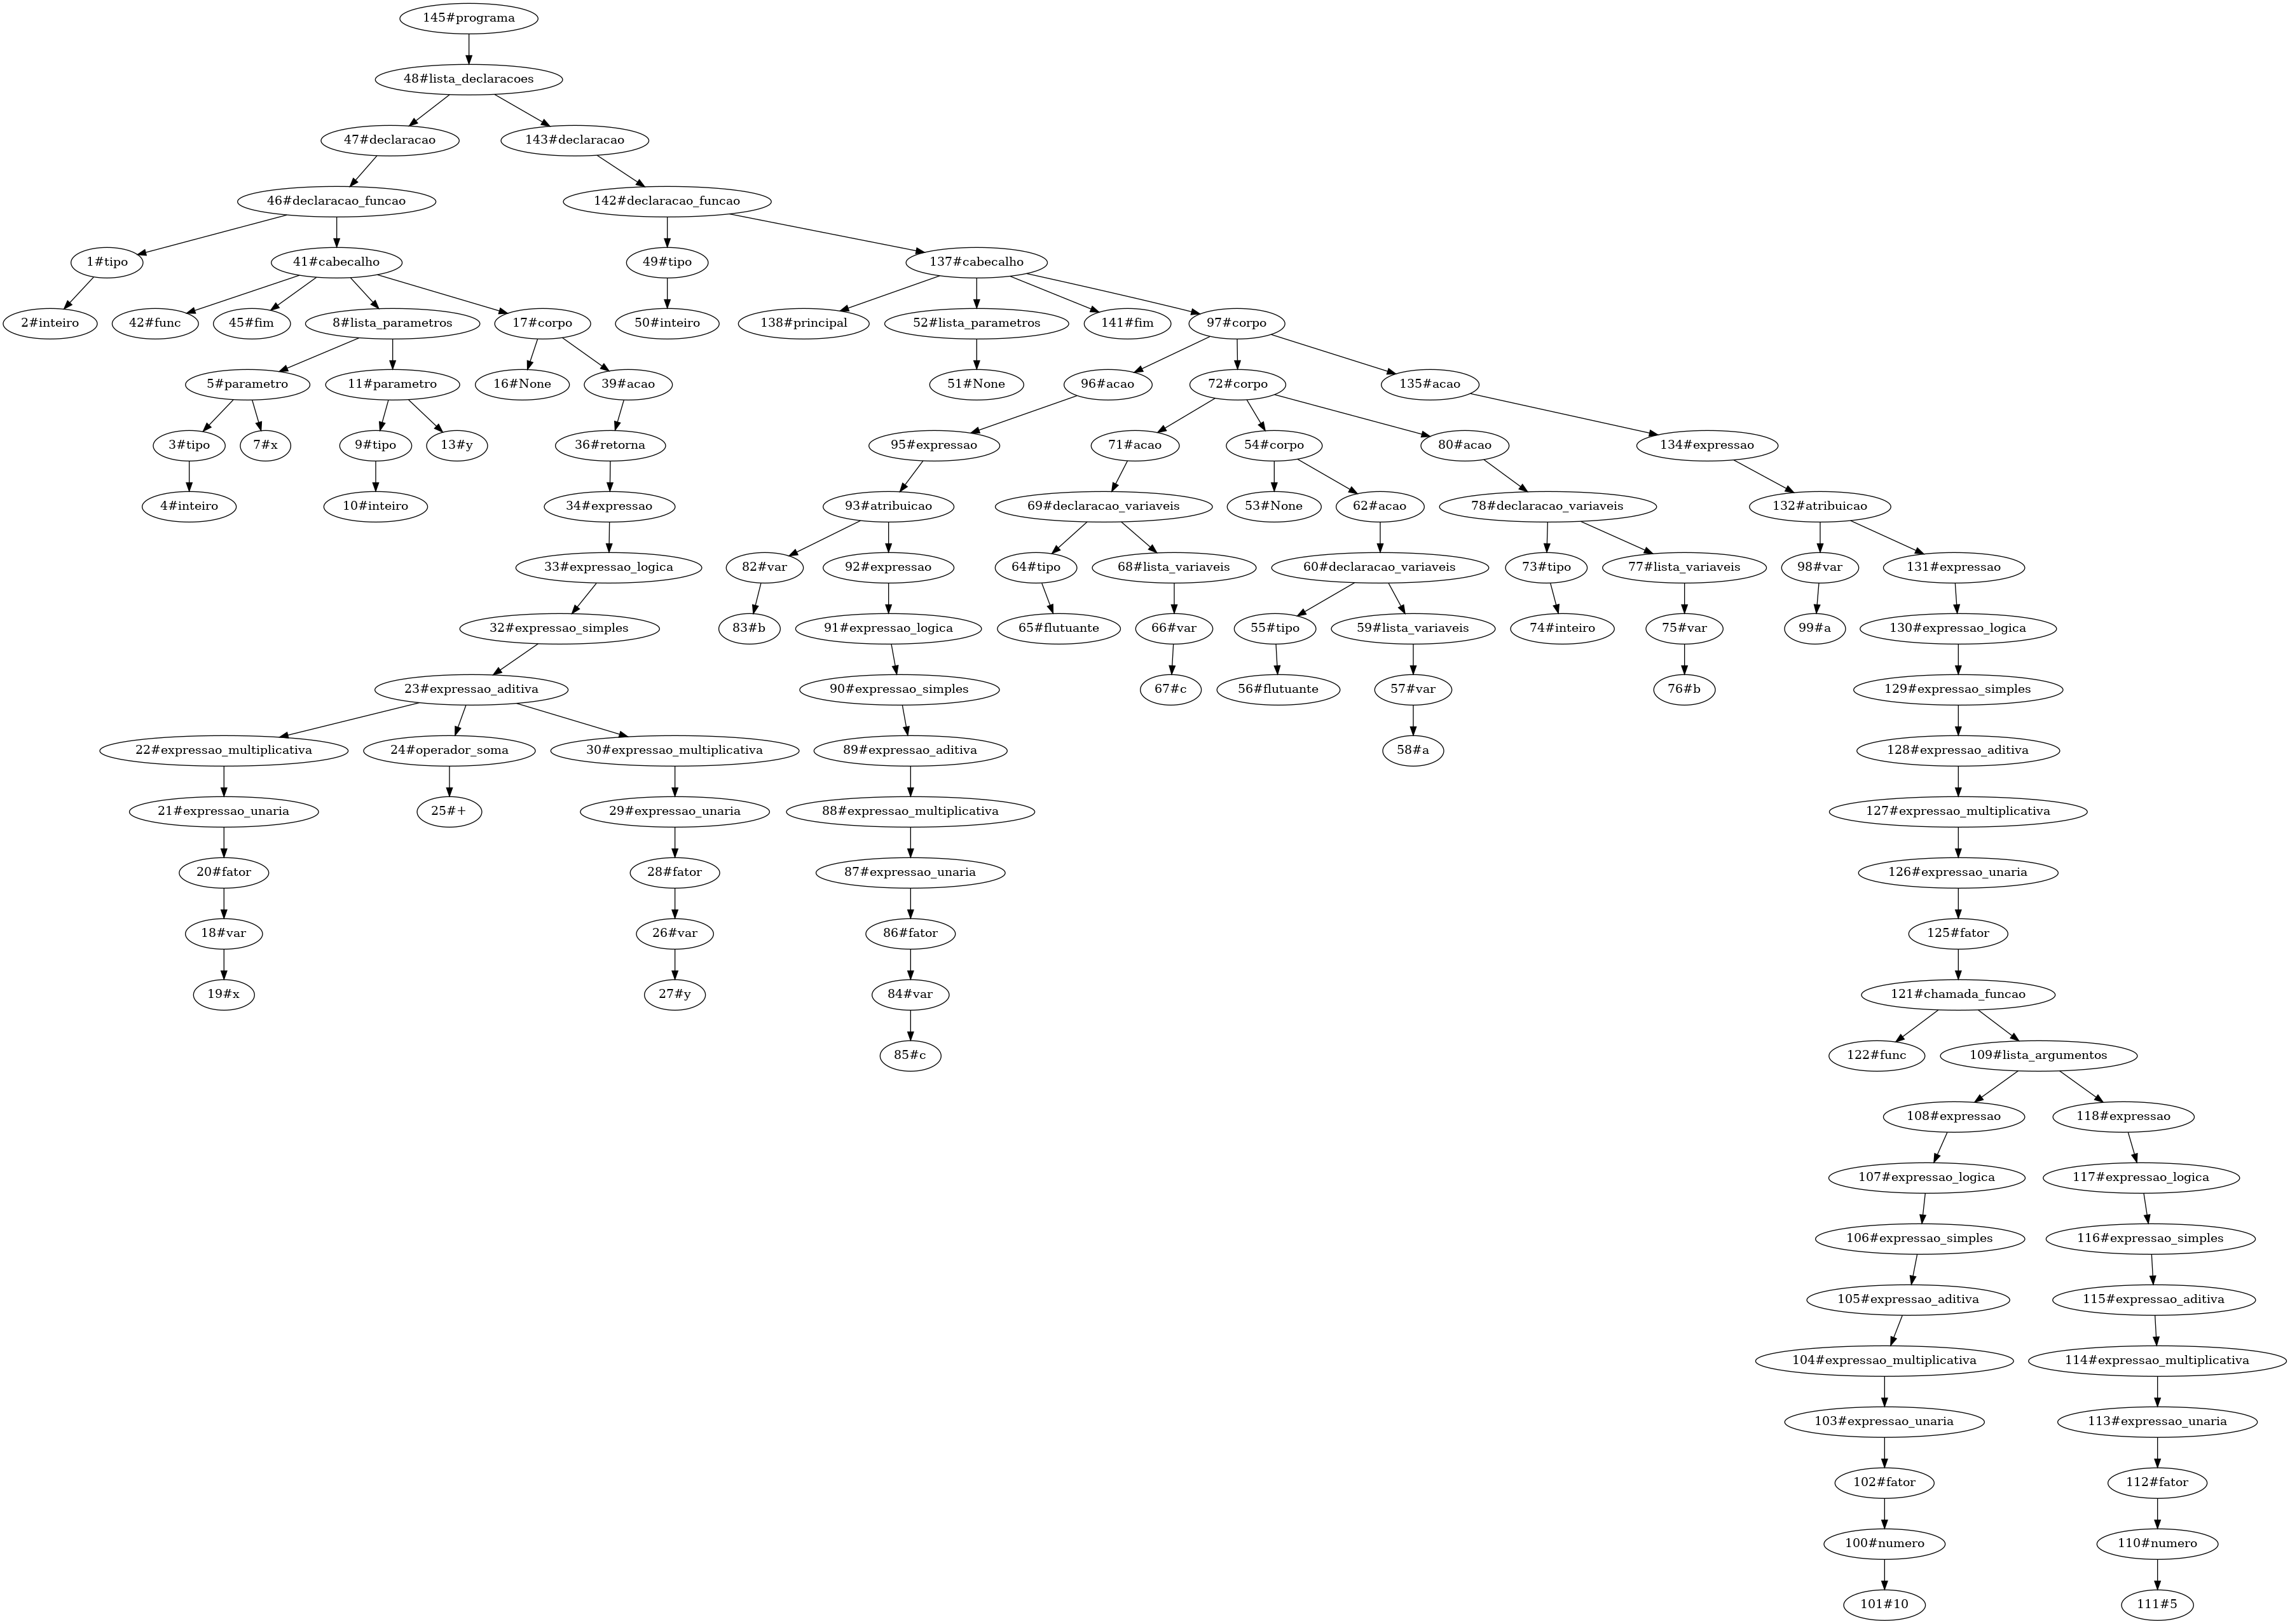 145#programa
48#lista_declaracoes
47#declaracao 143#declaracao
46#declaracao_funcao 142#declaracao_funcao
1#tipo 41#cabecalho 49#tipo 137#cabecalho
2#inteiro 42#func 45#fim 8#lista_parametros 17#corpo 50#inteiro 138#principal 52#lista_parametros 141#fim 97#corpo
5#parametro 11#parametro 16#None 39#acao 51#None 96#acao 72#corpo 135#acao
3#tipo 7#x 9#tipo 13#y 36#retorna 95#expressao 71#acao 54#corpo 80#acao 134#expressao
4#inteiro 10#inteiro 34#expressao 93#atribuicao 69#declaracao_variaveis 53#None 62#acao 78#declaracao_variaveis 132#atribuicao
33#expressao_logica 82#var 92#expressao 64#tipo 68#lista_variaveis 60#declaracao_variaveis 73#tipo 77#lista_variaveis 98#var 131#expressao
32#expressao_simples 83#b 91#expressao_logica 65#flutuante 66#var 55#tipo 59#lista_variaveis 74#inteiro 75#var 99#a 130#expressao_logica
23#expressao_aditiva 90#expressao_simples 67#c 56#flutuante 57#var 76#b 129#expressao_simples
22#expressao_multiplicativa 24#operador_soma 30#expressao_multiplicativa 89#expressao_aditiva 58#a 128#expressao_aditiva
21#expressao_unaria 25#+ 29#expressao_unaria 88#expressao_multiplicativa 127#expressao_multiplicativa
20#fator 28#fator 87#expressao_unaria 126#expressao_unaria
18#var 26#var 86#fator 125#fator
19#x 27#y 84#var 121#chamada_funcao
85#c 122#func 109#lista_argumentos
108#expressao 118#expressao
107#expressao_logica 117#expressao_logica
106#expressao_simples 116#expressao_simples
105#expressao_aditiva 115#expressao_aditiva
104#expressao_multiplicativa 114#expressao_multiplicativa
103#expressao_unaria 113#expressao_unaria
102#fator 112#fator
100#numero 110#numero
101#10 111#5